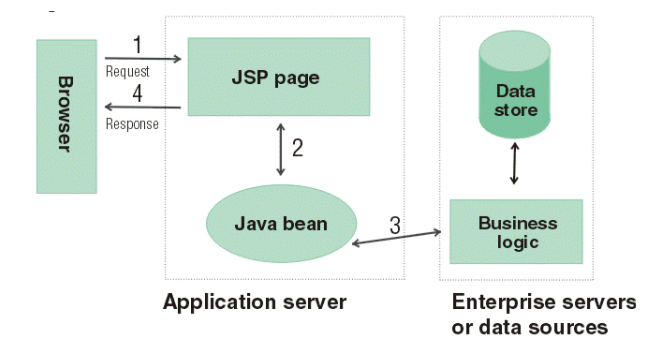 1
Request
4
Response
Browser
JSP page
2
Java bean
3
Data
store
Business
logic
Application server
Enterprise servers
or data sources